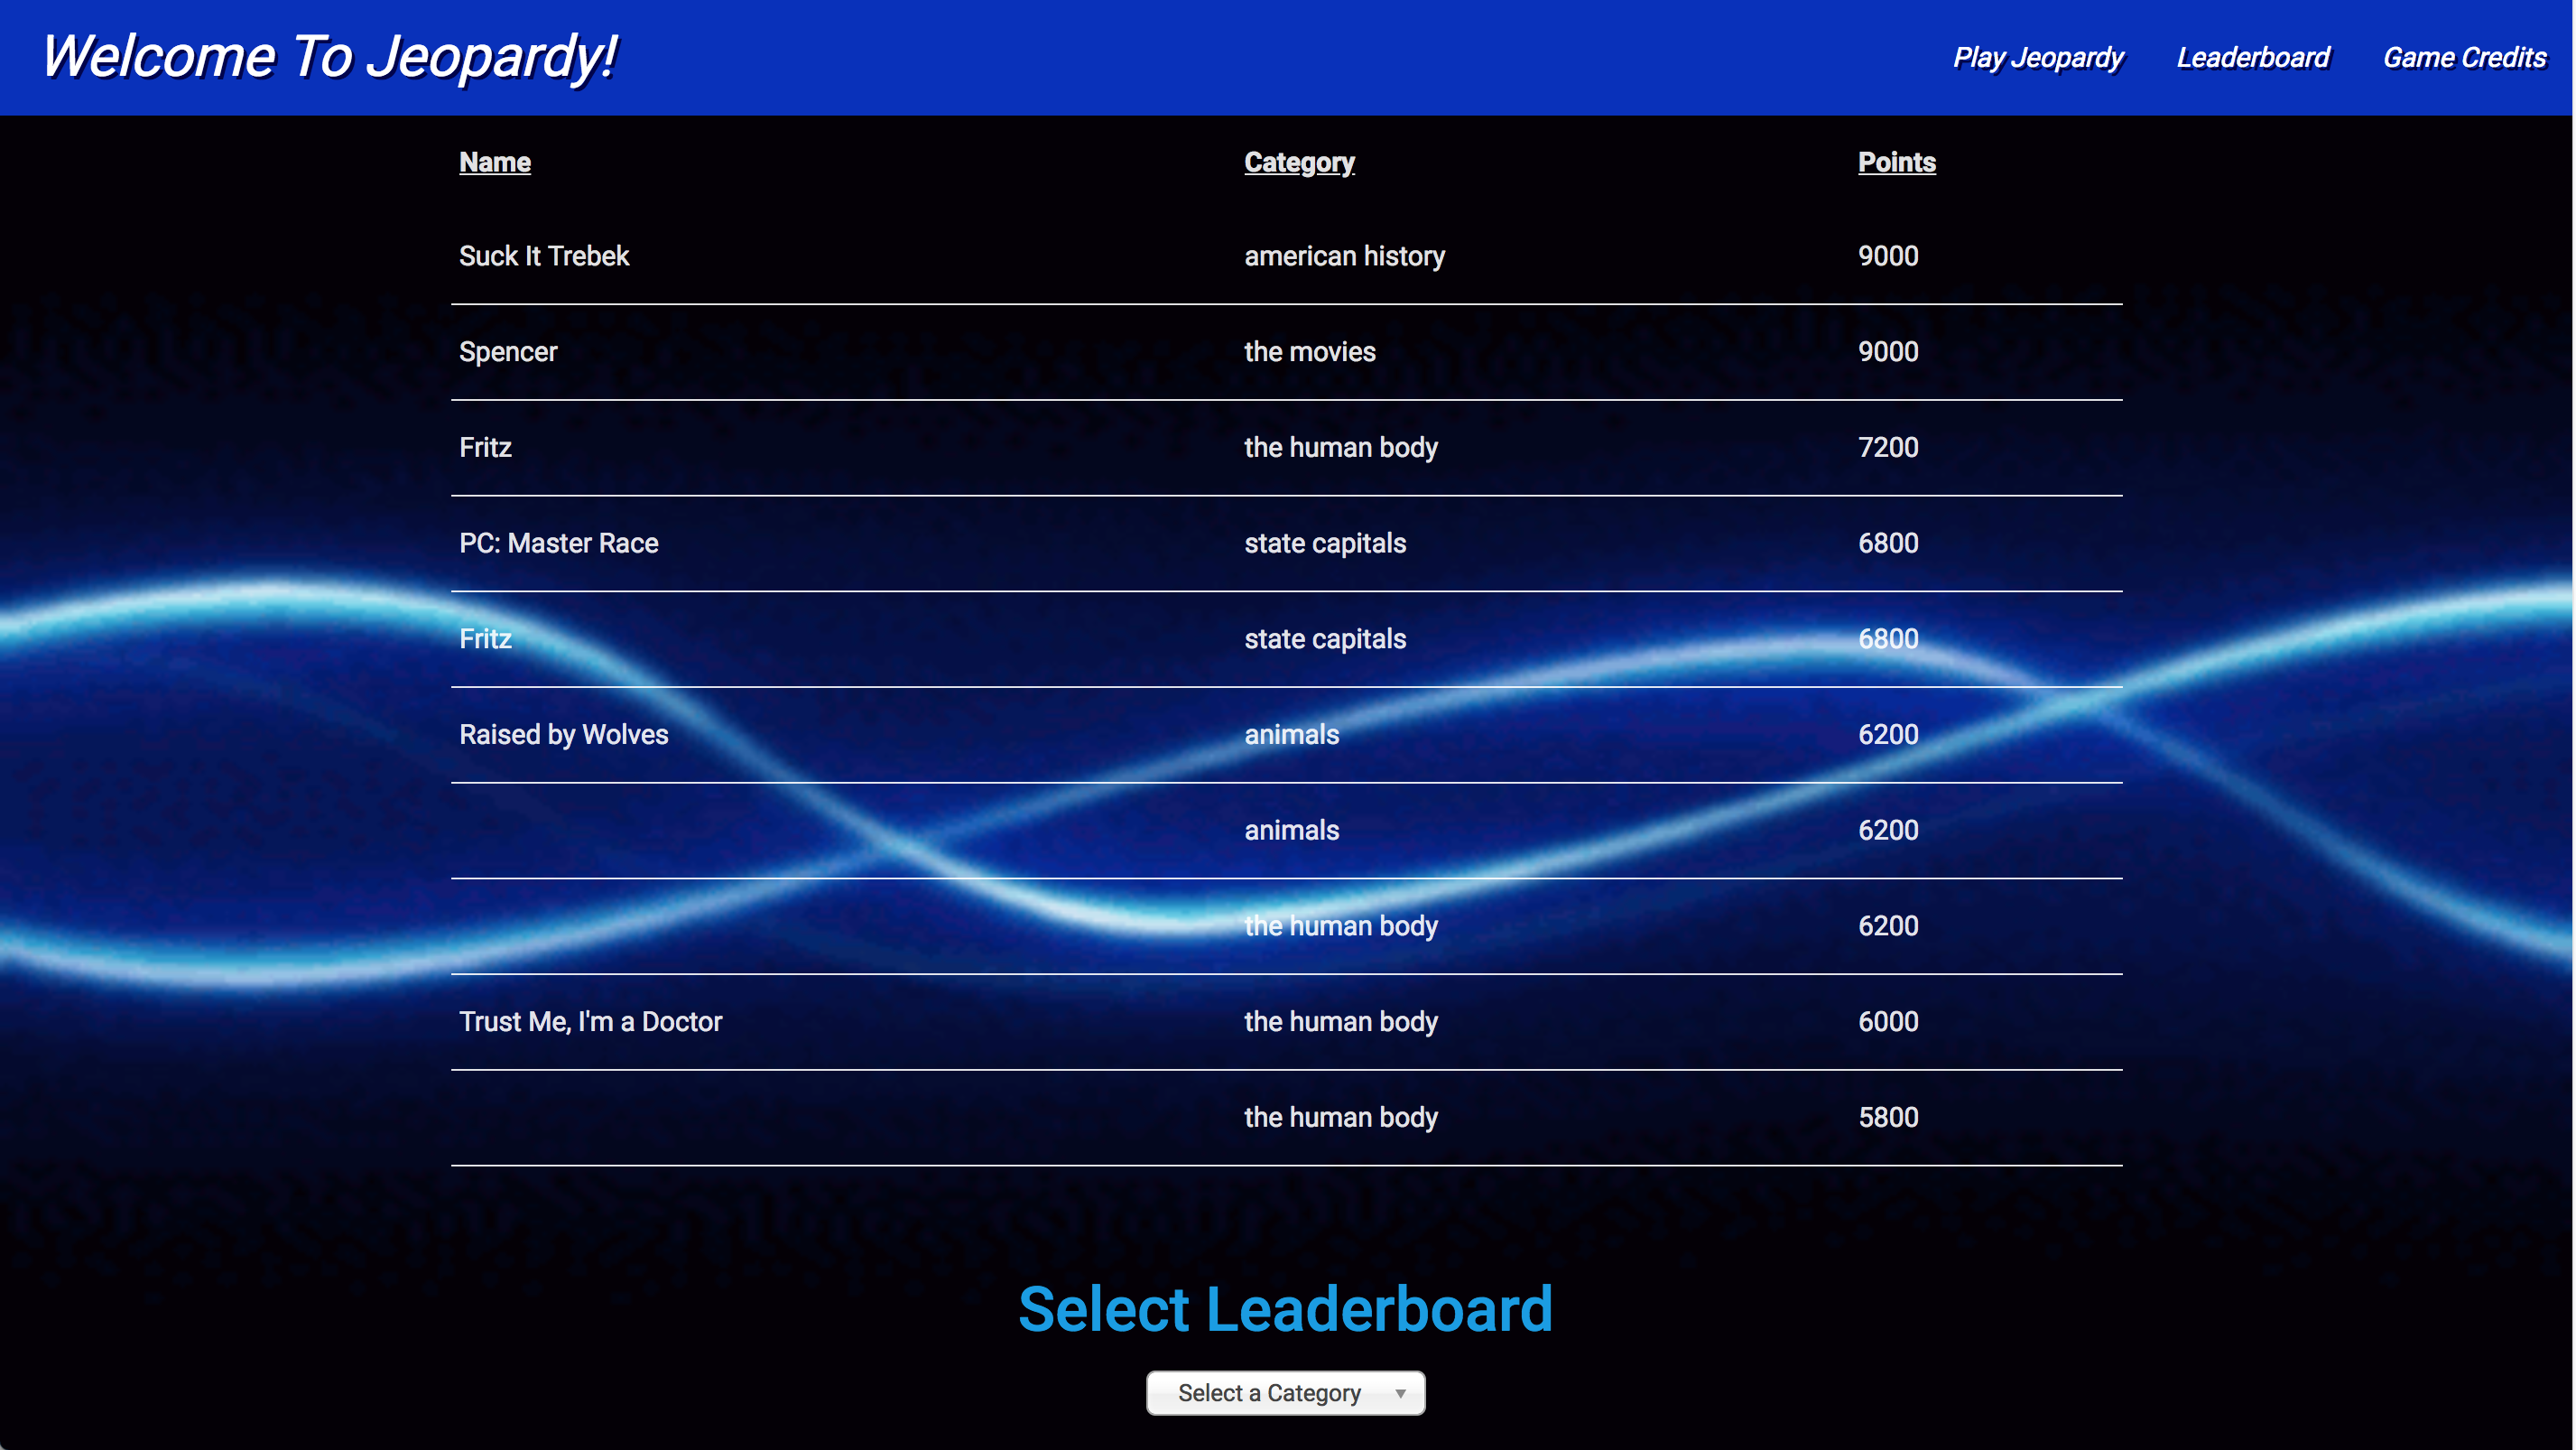 Welcome To Jeopardy! Play Jeopardy Leaderboard Game Credits
Name Category Points
Suck It Trebek american history 9000
Spencer the movies 9000
Fritz the human body 7200
PC: Master Race state capitals 6800
Fritz state capitals 6800
Raised by Wolves animals 6200
animals 6200
the human body 6200
Trust Me, I'm a Doctor the human body 6000
the human body 5800
Select Leaderboard
Select a Category